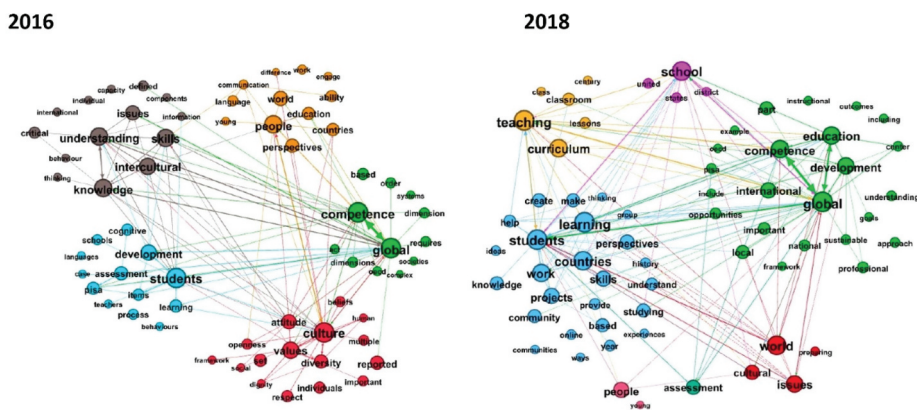 2016
2018
difference
work
communication
engage
capacity
defined
language
world
ability
individual
components
education
international
issues
information
young
critical
understanding
skills
people
countries
perspectives
behaviour
intercultural
thinking
knowledge
based
order
systems
competence
dimension
cognitive
schools
global
requires
languages
development
dimensions
societies
assessment
students
oecd
complex
pisa
items
teachers
learning
process
behaviours
beliefs
attitude
human
culture
openness
multiple
values
framework
set
diversity
reported
social
dignity
individuals
important
respect
century
school
class
united
classroom
states
district
instructional
part
outcomes
teaching
lessons
example
education
including
curriculum
oecd
competence
center
pisa
development
thinking
include
international
understanding
create
make
opportunities
global
help
learning
group
goals
important
students
perspectives
national
sustainable
approach
ideas
local
countries
history
framework
professional
work
skills
knowledge
understand
projects
provide
studying
community
based
world
online
experiences
year
preparing
communities
ways
cultural
people
assessment
issues
young